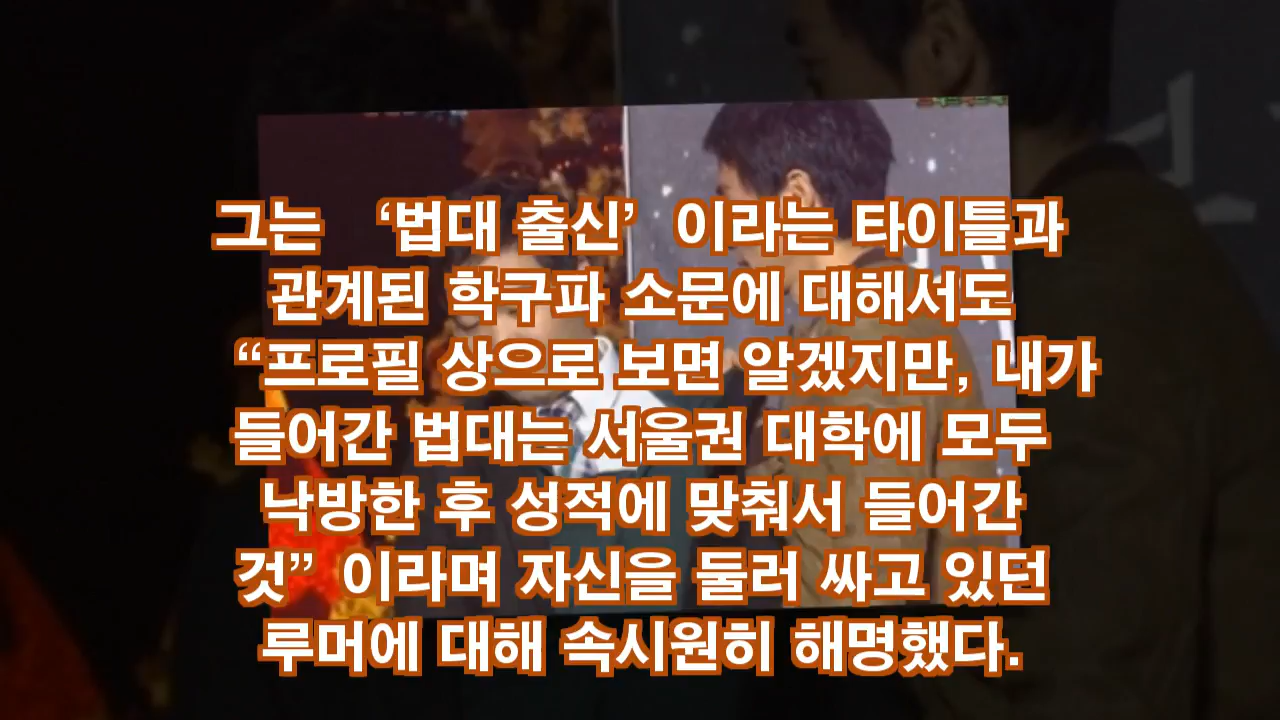 그는 ‘법대 출신’ 이라는 타이틀과
관계된 학구파 소문에 대해서도
“프로필 상으로 보면 알겠지만, 내가
들어간 법대는 서울권 대학에 모두
낙방한 후 성적에 맞춰서 들어간
것” 이라며 자신을 둘러 싸고 있던
루머에 대해 속시원히 해명했다.